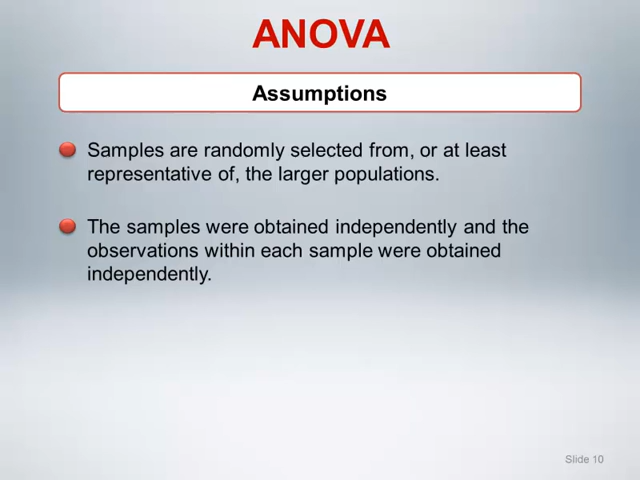 ANOVA
Assumptions
Samples are randomly selected from, or at least
representative of, the larger populations.
The samples were obtained independently and the
observations within each sample were obtained
independently.
Slide 10